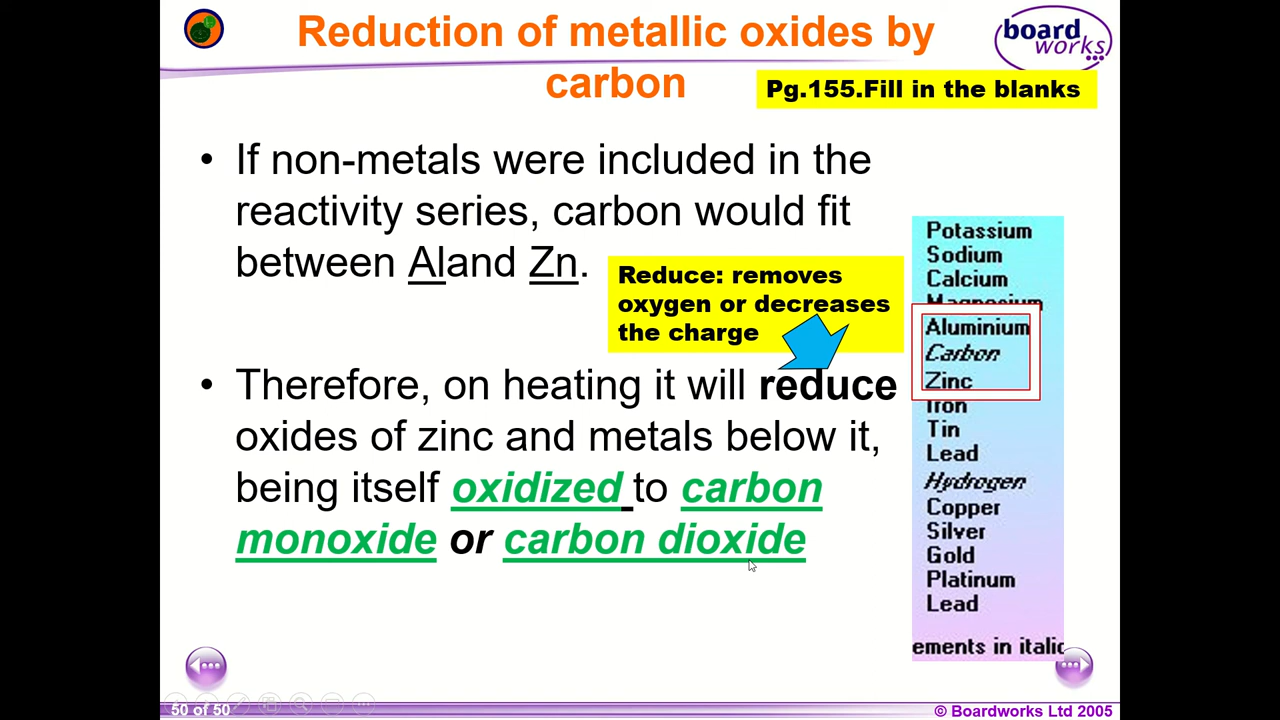 Reduction of metallic oxides by
carbon
board
works
Pg.155.Fill in the blanks
• If non-metals were included in the
reactivity series, carbon would fit
between Aland Zn.
Reduce: removes
oxygen or decreases
the charge
• Therefore, on heating it will reduce
oxides of zinc and metals below it,
being itself oxidized to carbon
monoxide or carbon dioxide
Potassium
Sodium
Calcium
Magnesium
Aluminium
Carbon
Zinc
Iron
Tin
Lead
Hydrogen
Copper
Silver
Gold
Platinum
Lead
ements in italic
50 of 50
© Boardworks Ltd 2005